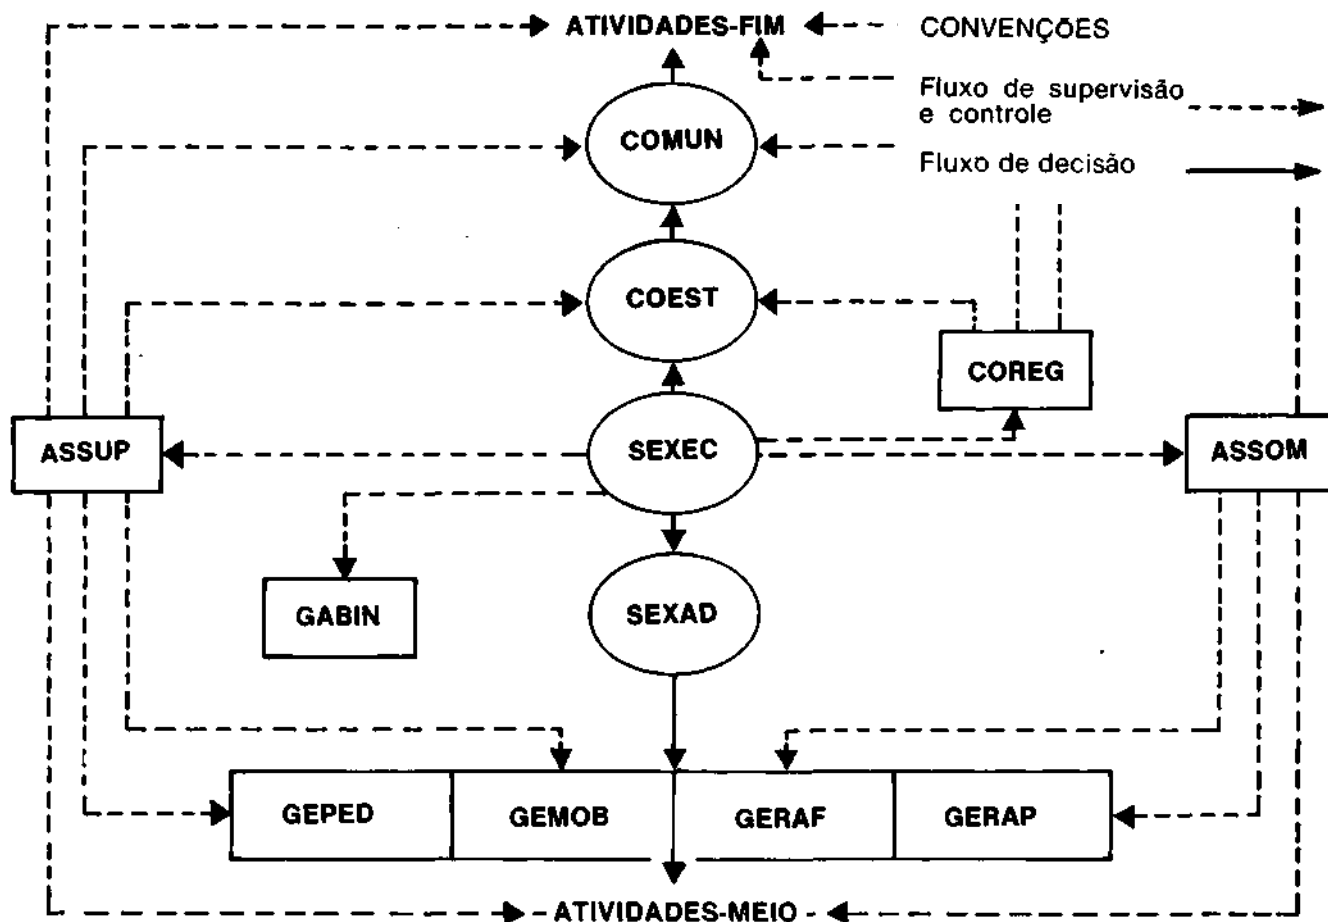 ATIVIDADES-FIM
CONVENÇÕES
Fluxo de supervisão
e controle
Fluxo de decisão
COMUN
COEST
COREG
ASSUP
SEXEC
ASSOM
GABIN
SEXAD
GEPED
GEMOB
GERAF
GERAP
ATIVIDADES-MEIO